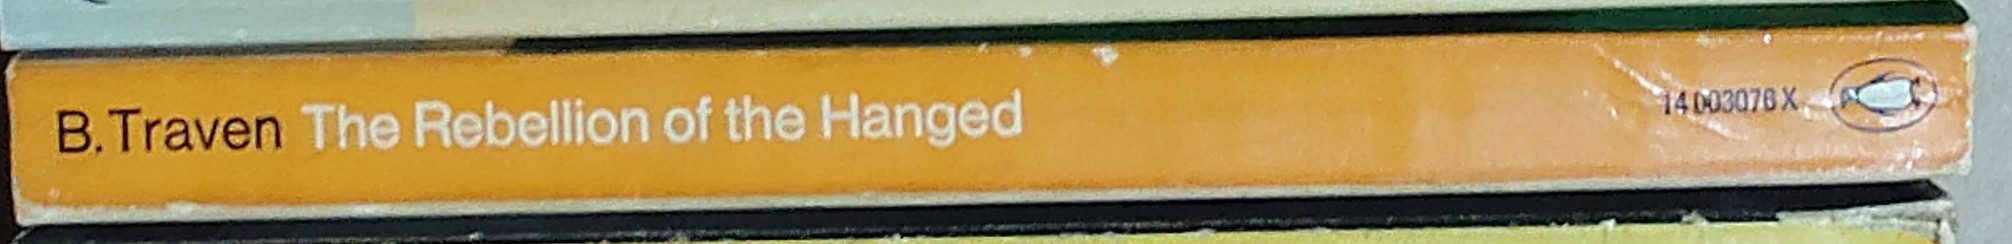 B.Traven The Rebellion of the Hanged 14 003076 X